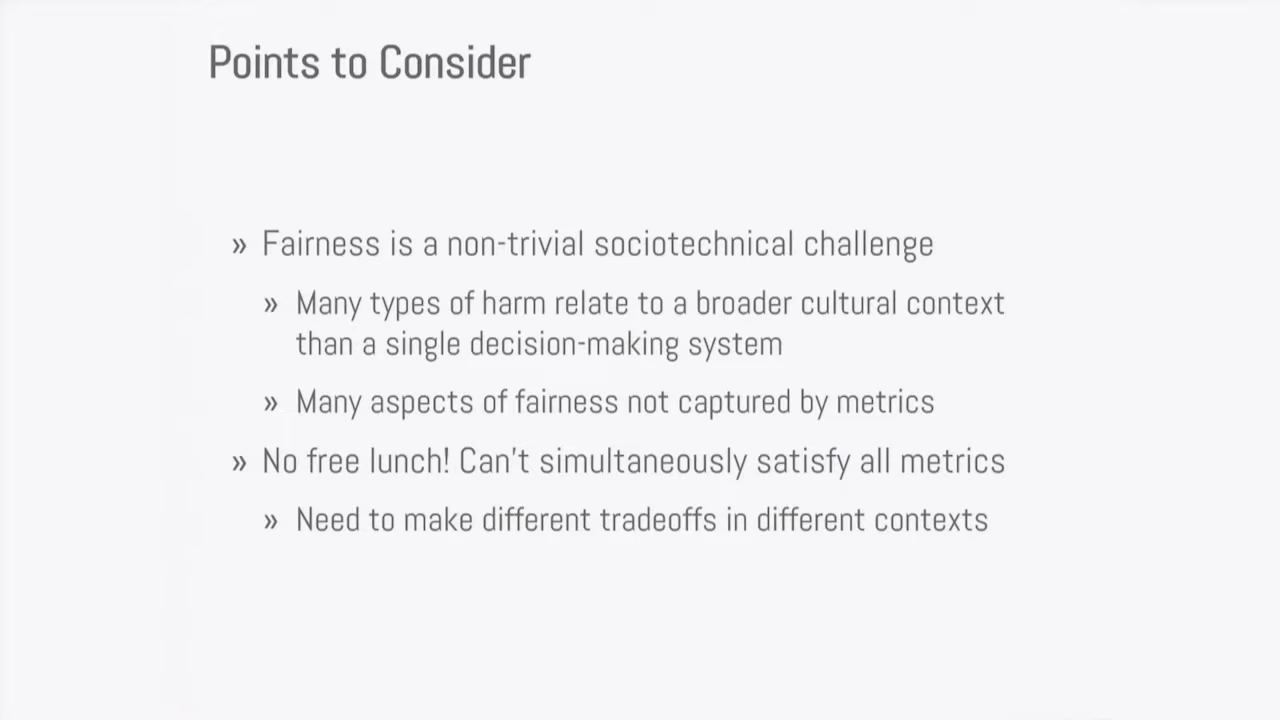 Points to Consider
» Fairness is a non-trivial sociotechnical challenge
» Many types of harm relate to a broader cultural context
than a single decision-making system
» Many aspects of fairness not captured by metrics
» No free lunch! Can't simultaneously satisfy all metrics
» Need to make different tradeoffs in different contexts